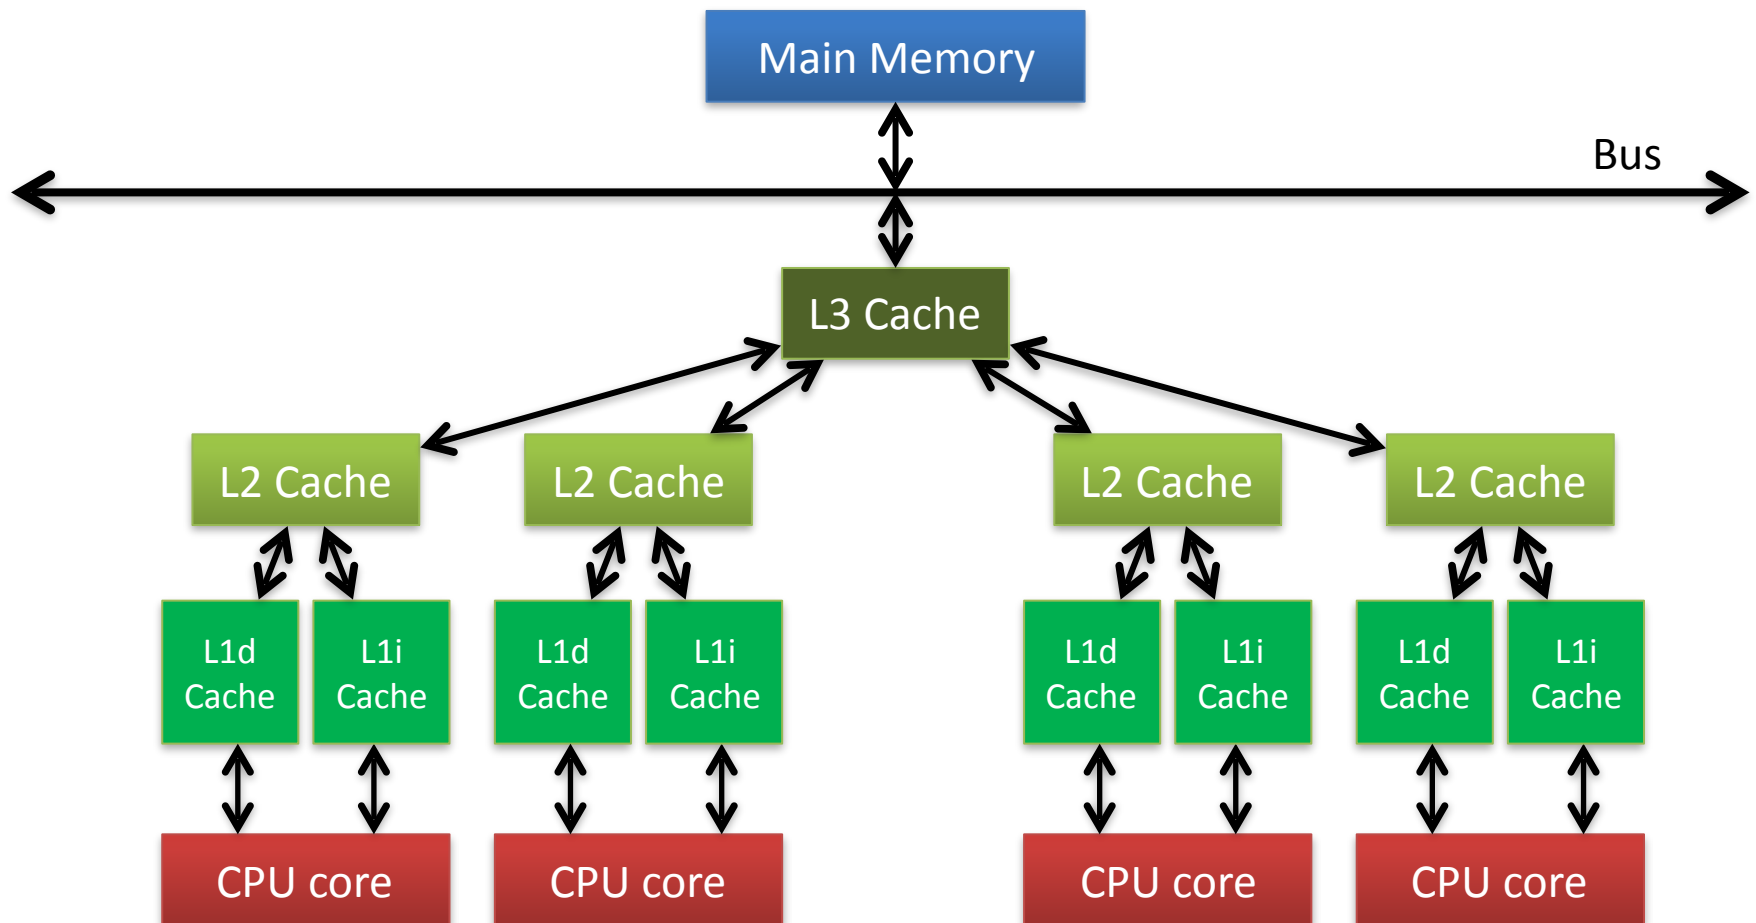 Main Memory
Bus
L3 Cache
L2 Cache
L2 Cache
L2 Cache
L2 Cache
L1d
Cache
L1i
Cache
L1d
Cache
L1i
Cache
L1d
Cache
L1i
Cache
L1d
Cache
L1i
Cache
CPU core
CPU core
CPU core
CPU core